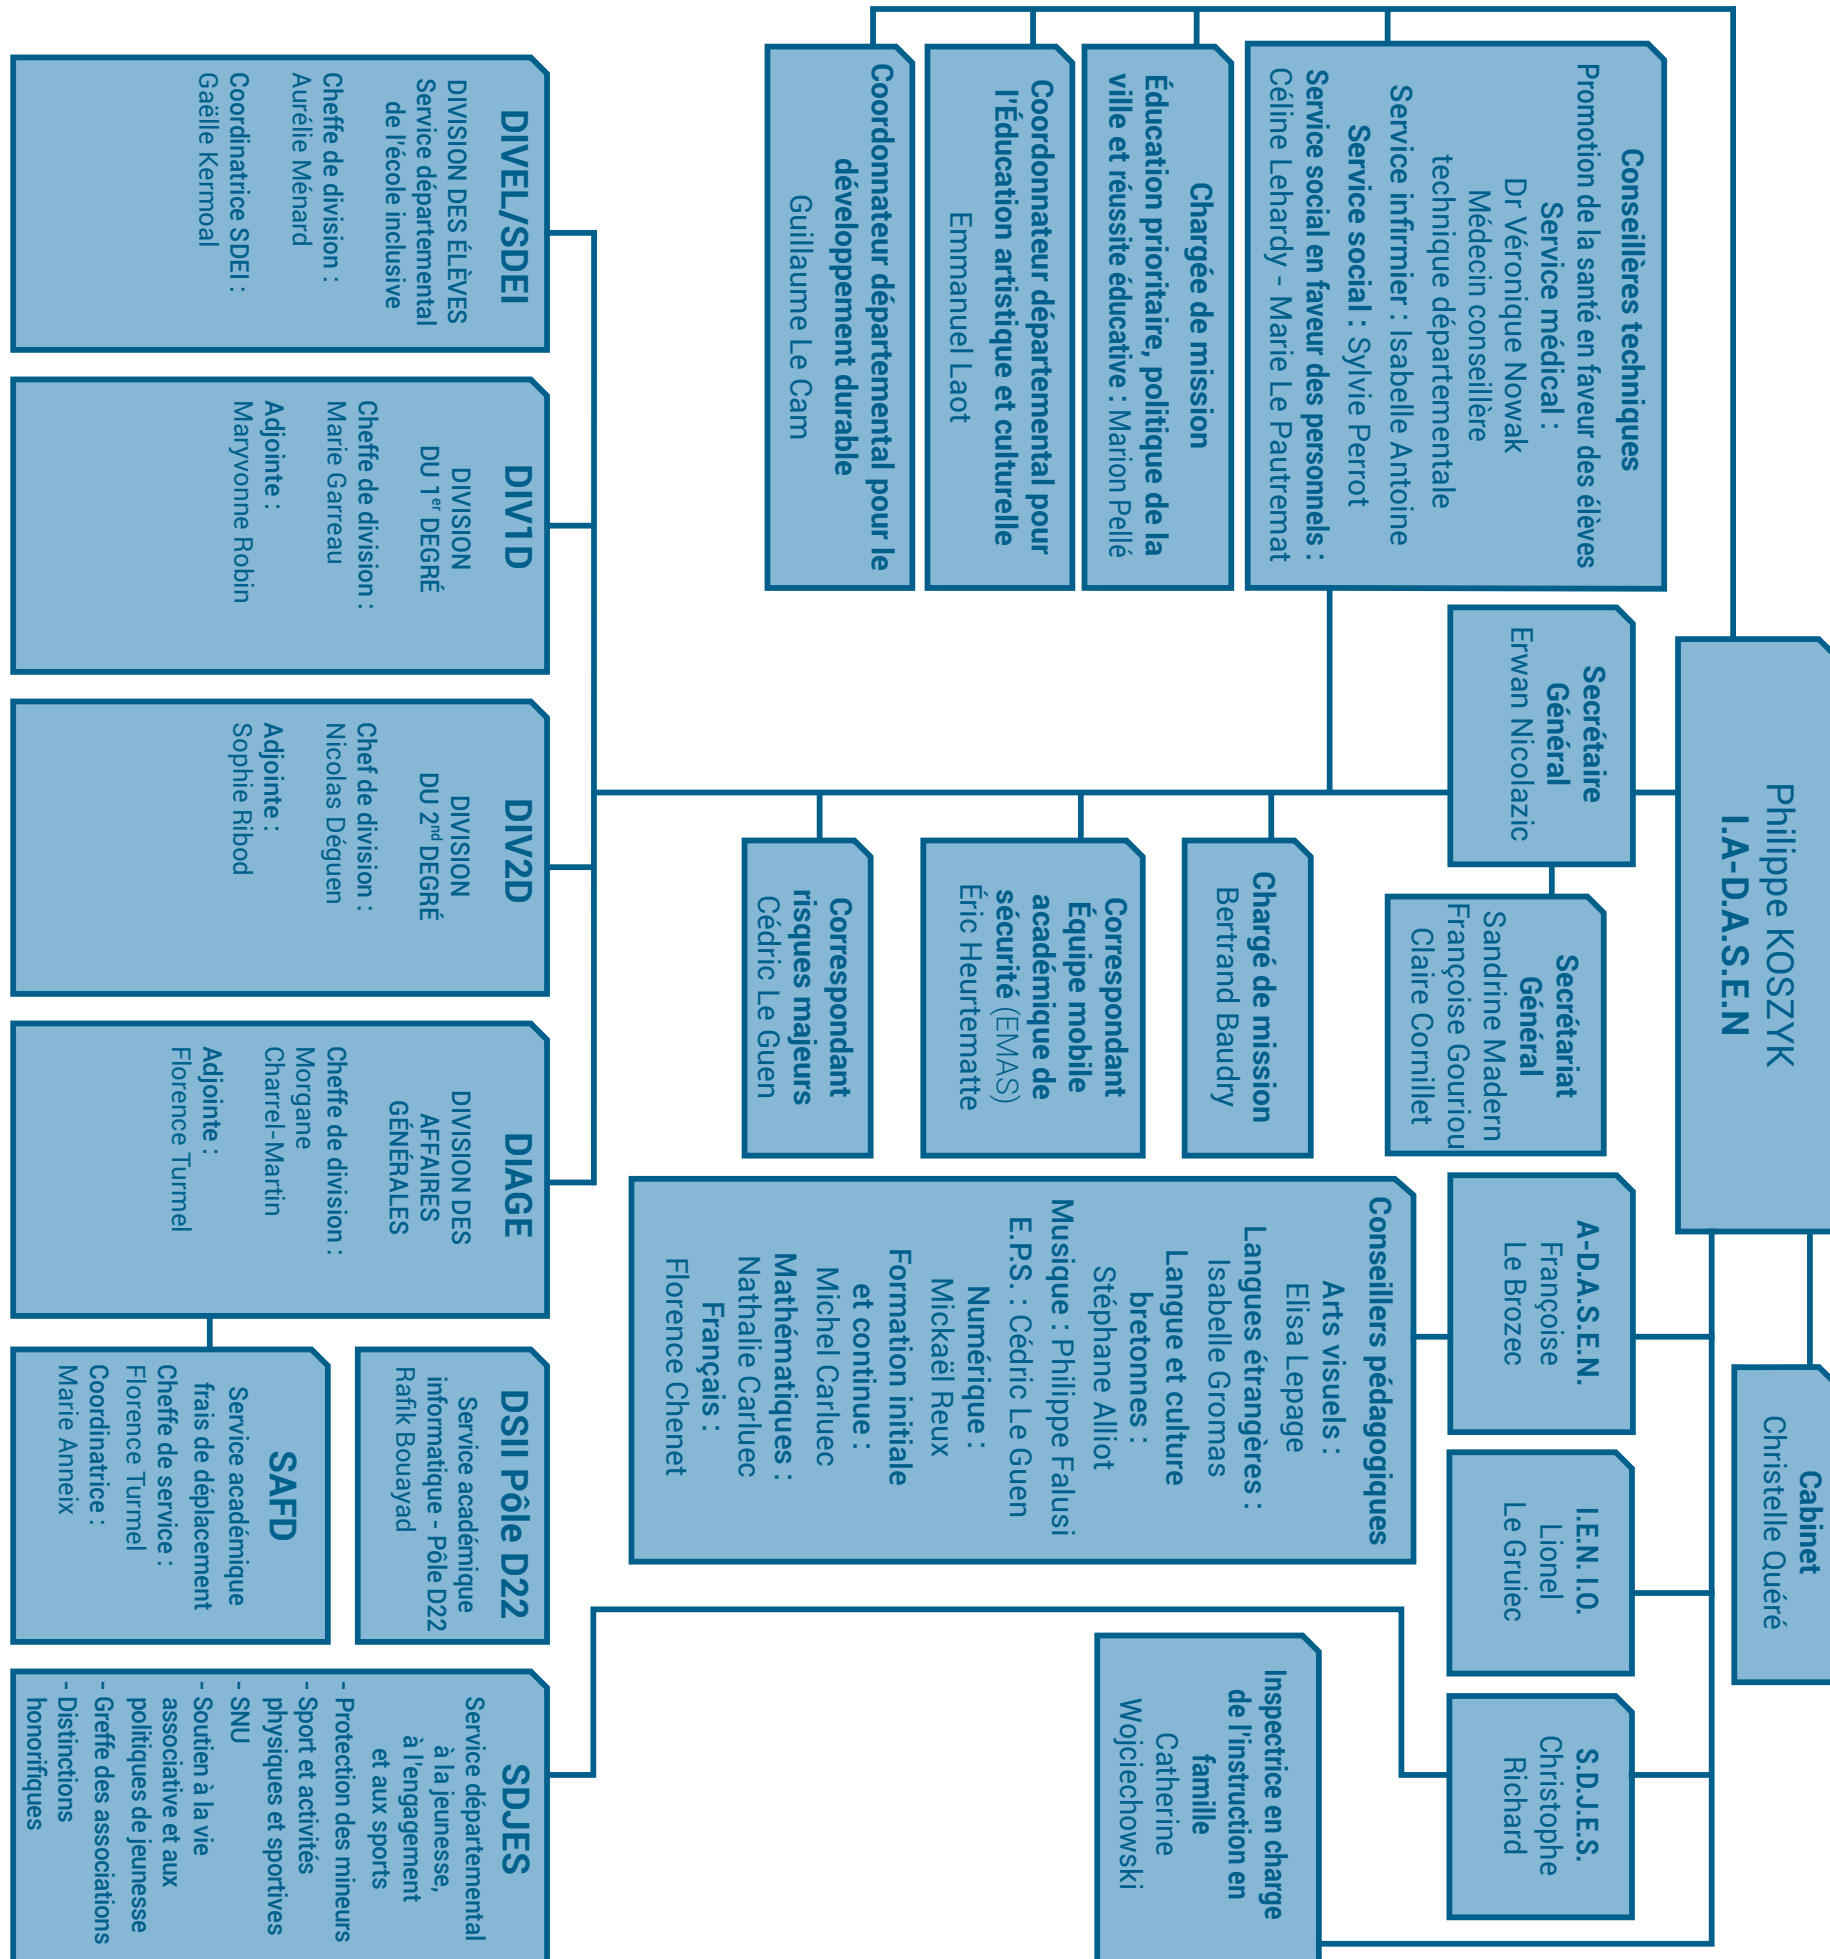 Philippe KOSZYK
I.A-D.A.S.E.N
Cabinet
Christelle Quéré
Conseillères techniques
Promotion de la santé en faveur des élèves
Service médical :
Dr Véronique Nowak
Médecin conseillère
technique départementale
Service infirmier : Isabelle Antoine
Service social : Sylvie Perrot
Service social en faveur des personnels :
Céline Lehardy - Marie Le Pautremat
Chargée de mission
Éducation prioritaire, politique de la
ville et réussite éducative : Marion Pellé
Coordonnateur départemental pour
l'Éducation artistique et culturelle
Emmanuel Laot
Coordonnateur départemental pour le
développement durable
Guillaume Le Cam
Secrétaire
Général
Erwan Nicolazic
Secrétariat
Général
Sandrine Madern
Françoise Gouriou
Claire Cornillet
A-D.A.S.E.N.
Françoise
Le Brozec
I.E.N. I.O.
Lionel
Le Gruiec
S.D.J.E.S.
Christophe
Richard
Chargé de mission
Bertrand Baudry
Correspondant
Équipe mobile
académique de
sécurité (EMAS)
Éric Heurtematte
Correspondant
risques majeurs
Cédric Le Guen
Conseillers pédagogiques
Arts visuels :
Elisa Lepage
Langues étrangères :
Isabelle Gromas
Langue et culture
bretonnes :
Stéphane Alliot
Musique : Philippe Falusi
E.P.S. : Cédric Le Guen
Numérique :
Mickaël Reux
Formation initiale
et continue :
Michel Carluec
Mathématiques :
Nathalie Carluec
Français :
Florence Chenet
Inspectrice en charge
de l'instruction en
famille
Catherine
Wojciechowski
DIVEL/SDEI
DIVISION DES ÉLÈVES
Service départemental
de l'école inclusive
Cheffe de division :
Aurélie Ménard
Coordinatrice SDEI :
Gaëlle Kermoal
DIV1D
DIVISION
DU 1er DEGRÉ
Cheffe de division :
Marie Garreau
Adjointe :
Maryvonne Robin
DIV2D
DIVISION
DU 2nd DEGRÉ
Chef de division :
Nicolas Déguen
Adjointe :
Sophie Ribod
DIAGE
DIVISION DES
AFFAIRES
GÉNÉRALES
Cheffe de division :
Morgane
Charrel-Martin
Adjointe :
Florence Turmel
DSII Pôle D22
Service académique
informatique - Pôle D22
Rafik Bouayad
SAFD
Service académique
frais de déplacement
Cheffe de service :
Florence Turmel
Coordinatrice :
Marie Anneix
SDJES
Service départemental
à la jeunesse,
à l'engagement
et aux sports
- Protection des mineurs
- Sport et activités
physiques et sportives
- SNU
- Soutien à la vie
associative et aux
politiques de jeunesse
- Greffe des associations
- Distinctions
honorifiques